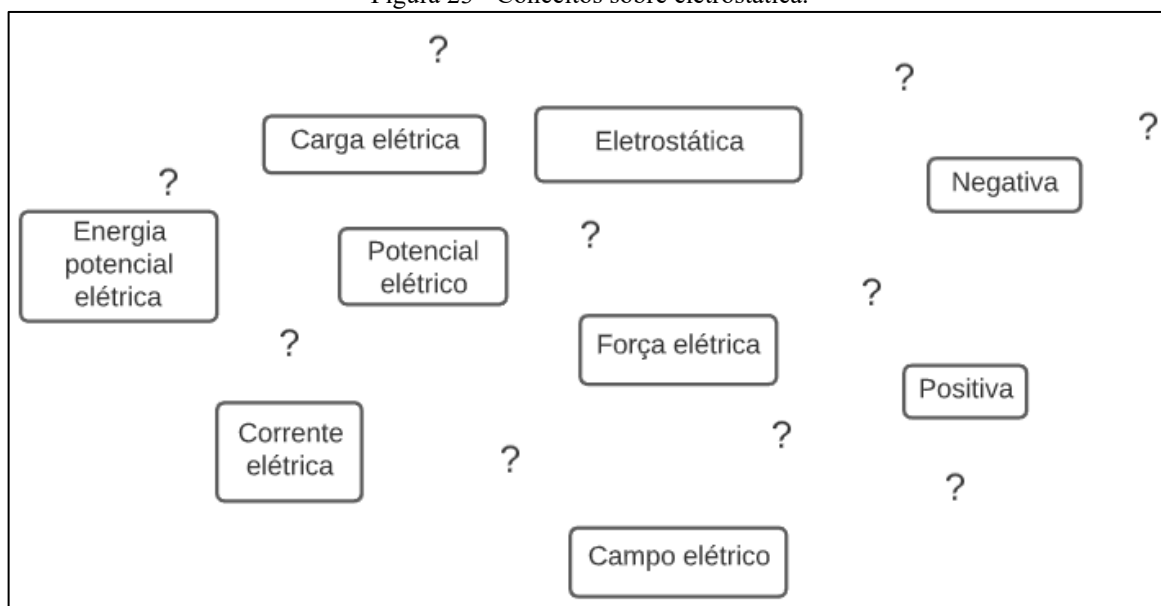 Figura 23 - Conceitos sobre eletrostática.
?
?
?
Carga elétrica
Eletrostática
Negativa
?
Energia
potencial
elétrica
Potencial
elétrico
?
?
?
Força elétrica
Positiva
Corrente
elétrica
?
?
?
Campo elétrico